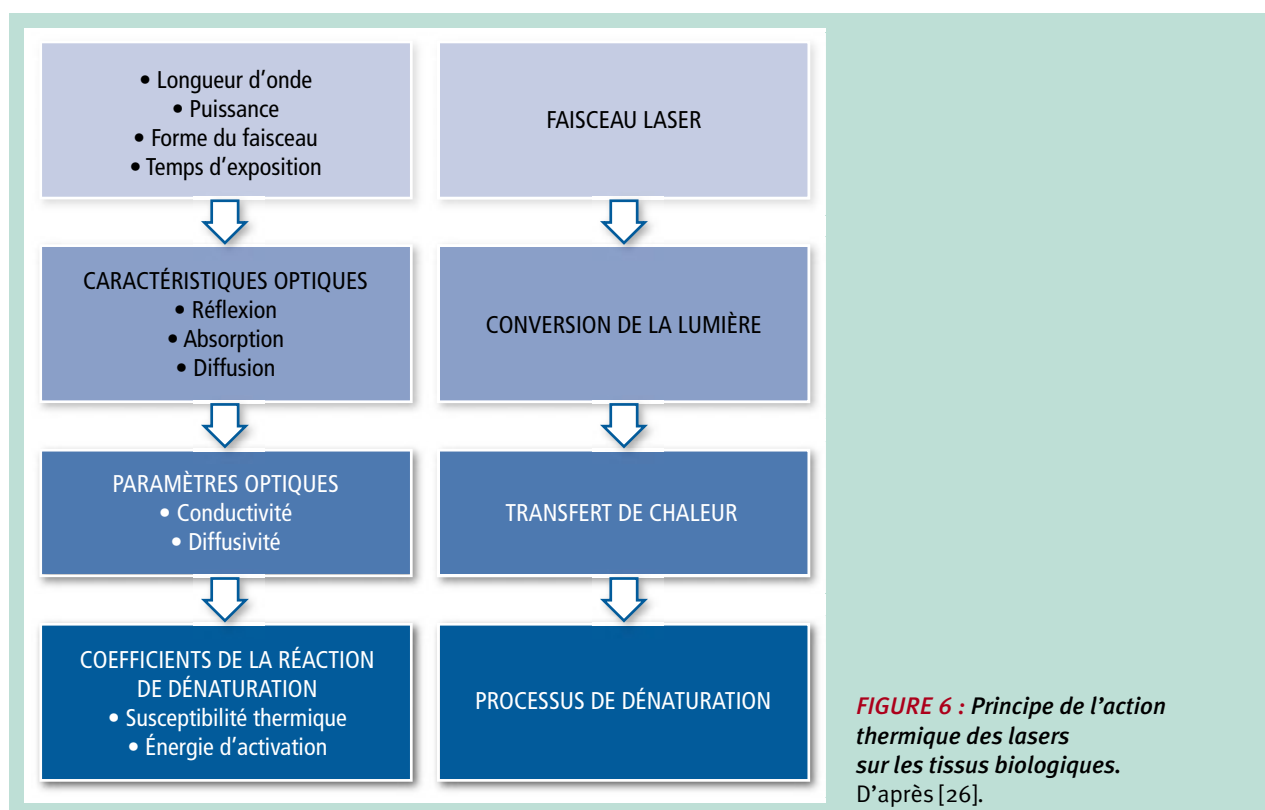 • Longueur d'onde
• Puissance
• Forme du faisceau
• Temps d'exposition
FAISCEAU LASER
CARACTÉRISTIQUES OPTIQUES
• Réflexion
• Absorption
• Diffusion
CONVERSION DE LA LUMIÈRE
PARAMÈTRES OPTIQUES
• Conductivité
• Diffusivité
TRANSFERT DE CHALEUR
COEFFICIENTS DE LA RÉACTION
DE DÉNATURATION
• Susceptibilité thermique
• Énergie d'activation
PROCESSUS DE DÉNATURATION
FIGURE 6 : Principe de l'action
thermique des lasers
sur les tissus biologiques.
D'après [26].